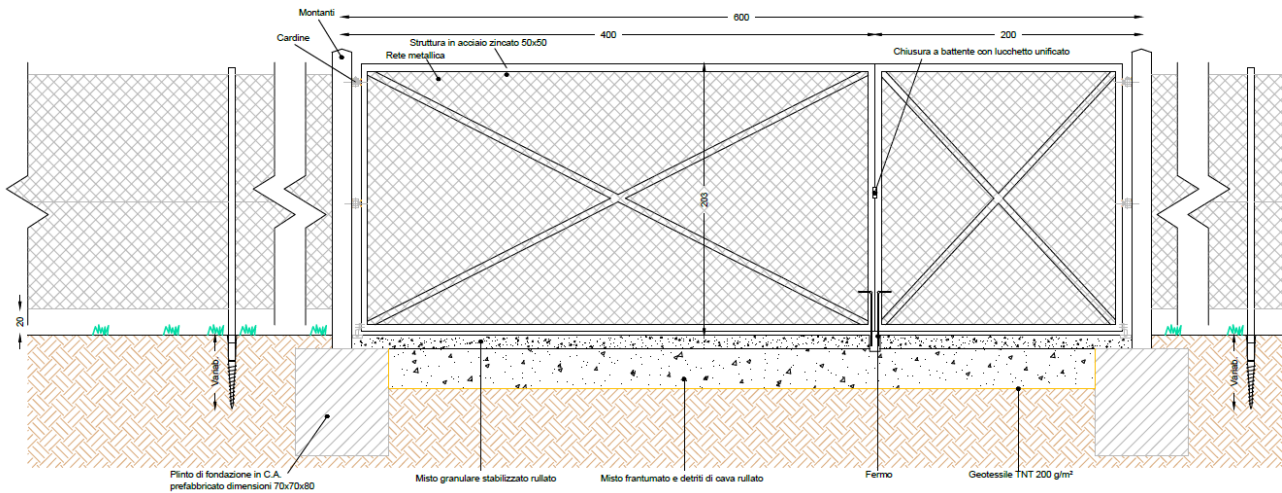 Montanti
600
Cardine
400
200
Struttura in acciaio zincato 50x50
Chiusura a battente con lucchetto unificato
Rete metallica
203
20
Variab.
Variab.
Plinto di fondazione in C.A.
prefabbricato dimensioni 70x70x80
Misto granulare stabilizzato rullato
Misto frantumato e detriti di cava rullato
Fermo
Geotessile TNT 200 g/m²